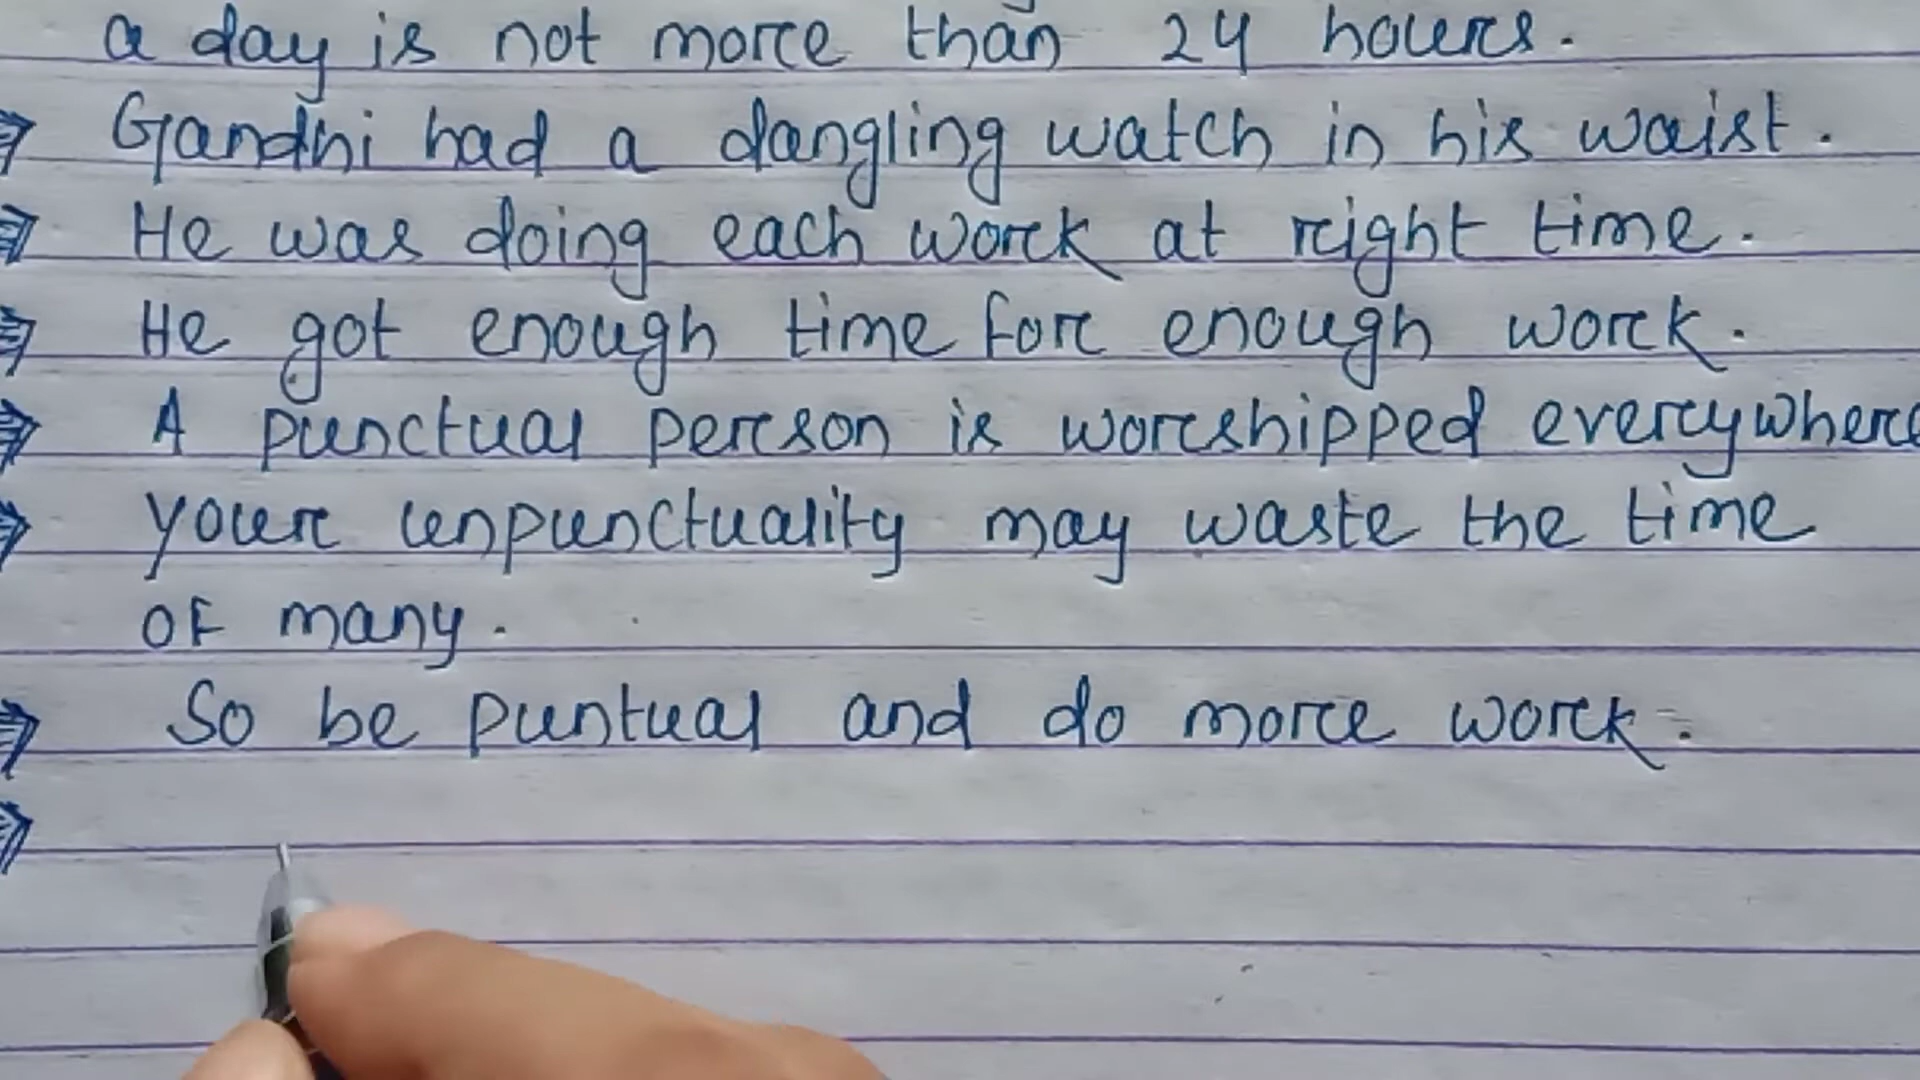 a day is not more than 24 hours.
Gandhi had a dangling watch in his waist.
He was doing each work at right time.
He got enough time for enough work.
A punctual person is worshipped everywhere
your unpunctuality may waste the time
of many.
So be puntual and do more work.